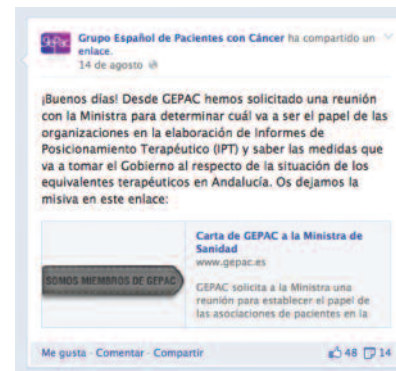 GEPAC
Grupo Español de Pacientes con Cáncer ha compartido un
enlace.
14 de agosto
¡Buenos días! Desde GEPAC hemos solicitado una reunión
con la Ministra para determinar cuál va a ser el papel de las
organizaciones en la elaboración de Informes de
Posicionamiento Terapéutico (IPT) y saber las medidas que
va a tomar el Gobierno al respecto de la situación de los
equivalentes terapéuticos en Andalucía. Os dejamos la
misiva en este enlace:
Carta de GEPAC a la Ministra de
Sanidad
www.gepac.es
SOMOS MIEMBROS DE GEPAC
GEPAC solicita a la Ministra una
reunión para establecer el papel de
las asociaciones de pacientes en la
Me gusta · Comentar · Compartir
48 14